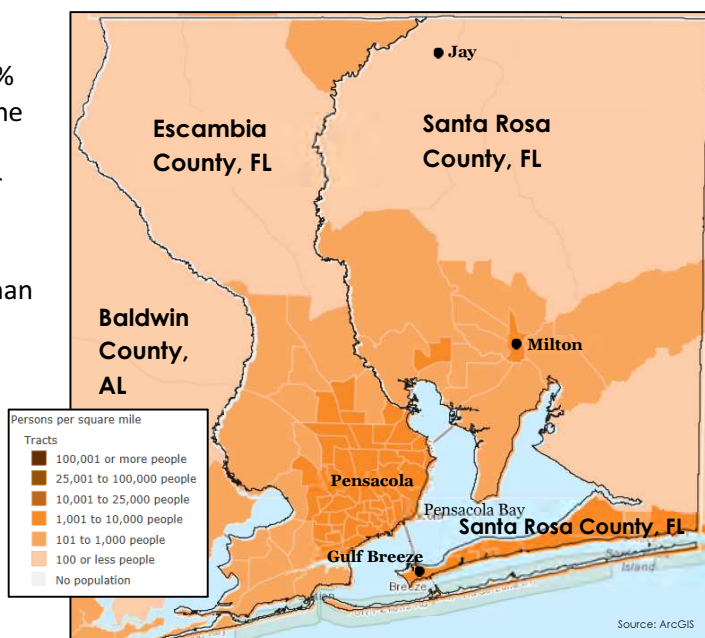 %
ne
nan
Jay
Escambia
County, FL
Santa Rosa
County, FL
Baldwin
County,
AL
Milton
Persons per square mile
Tracts
100,001 or more people
25,001 to 100,000 people
10,001 to 25,000 people
1,001 to 10,000 people
101 to 1,000 people
100 or less people
No population
Pensacola
Pensacola Bay
Santa Rosa County, FL
Gulf Breeze
Breeze
Island
Source: ArcGIS